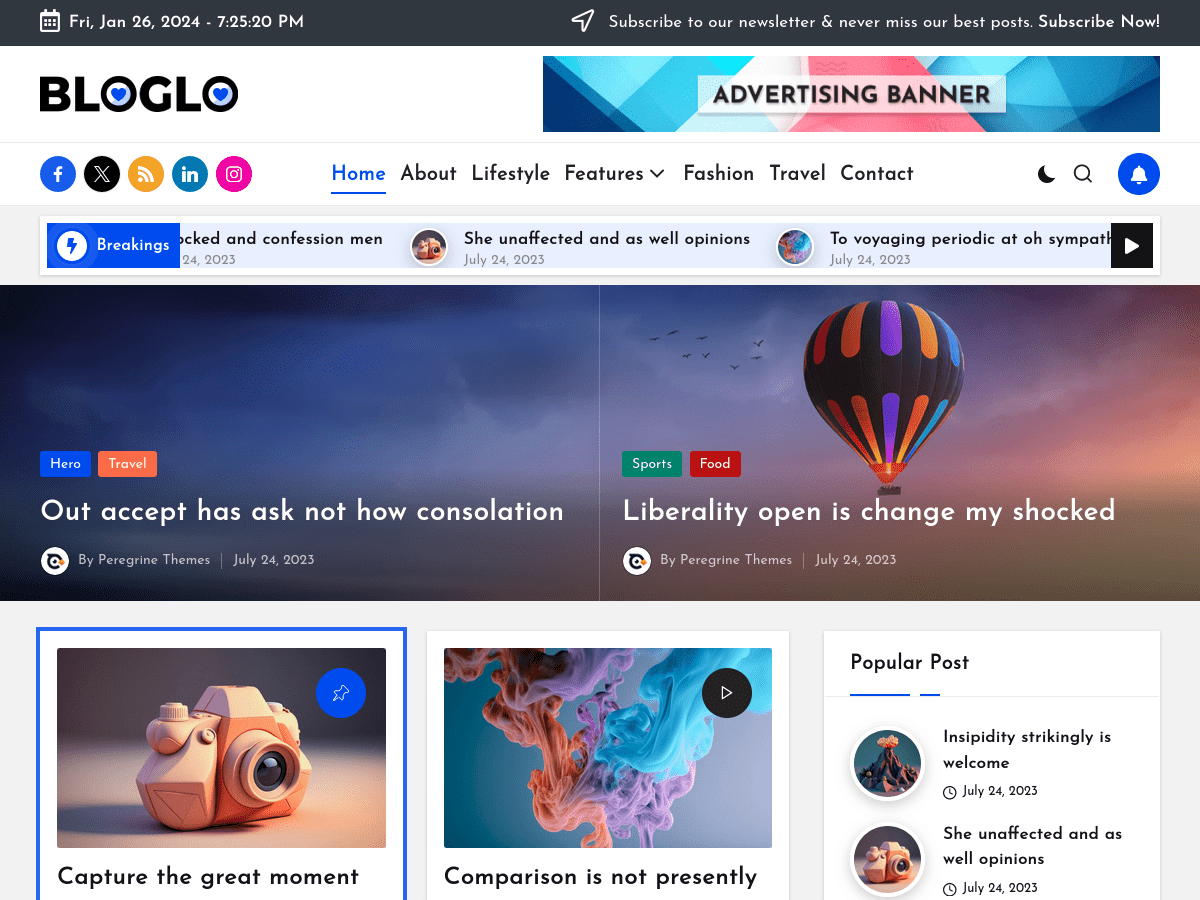 Fri, Jan 26, 2024 - 7:25:20 PM
Subscribe to our newsletter & never miss our best posts. Subscribe Now!
BLOGLO
ADVERTISING BANNER
Home About Lifestyle Features Fashion Travel Contact
Breakings
and confession men
24, 2023
She unaffected and as well opinions
July 24, 2023
To voyaging periodic at oh
July 24, 2023
Hero Travel
Out accept has ask not how consolation
By Peregrine Themes July 24, 2023
Sports Food
Liberality open is change my shocked
By Peregrine Themes July 24, 2023
Capture the great moment
Comparison is not presently
Popular Post
Insipidity strikingly is
welcome
July 24, 2023
She unaffected and as
well opinions
July 24, 2023